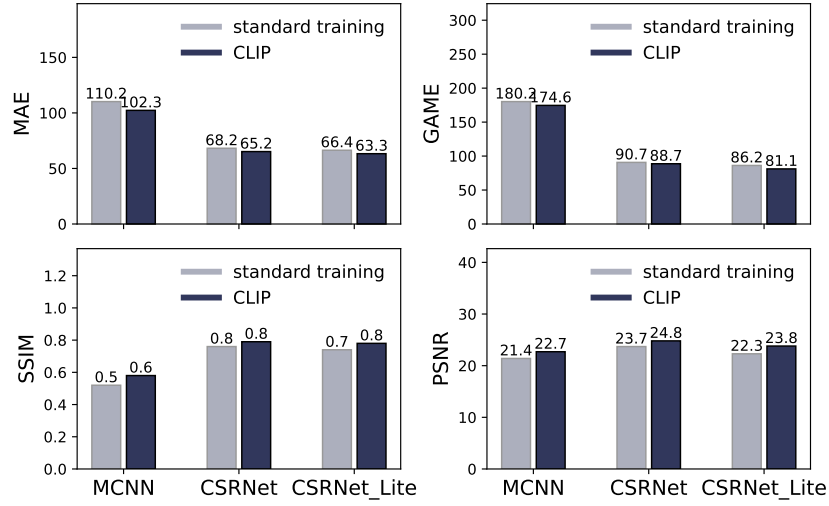 MAE
150
100
50
0
standard training
CLIP
110.2
102.3
68.2
65.2
66.4
63.3
GAME
300
250
200
150
100
50
0
standard training
CLIP
180.2
174.6
90.7
88.7
86.2
81.1
SSIM
1.2
1.0
0.8
0.6
0.4
0.2
0.0
standard training
CLIP
0.5
0.6
0.8
0.8
0.7
0.8
MCNN
CSRNet
CSRNet_Lite
PSNR
40
30
20
10
0
standard training
CLIP
21.4
22.7
23.7
24.8
22.3
23.8
MCNN
CSRNet
CSRNet_Lite